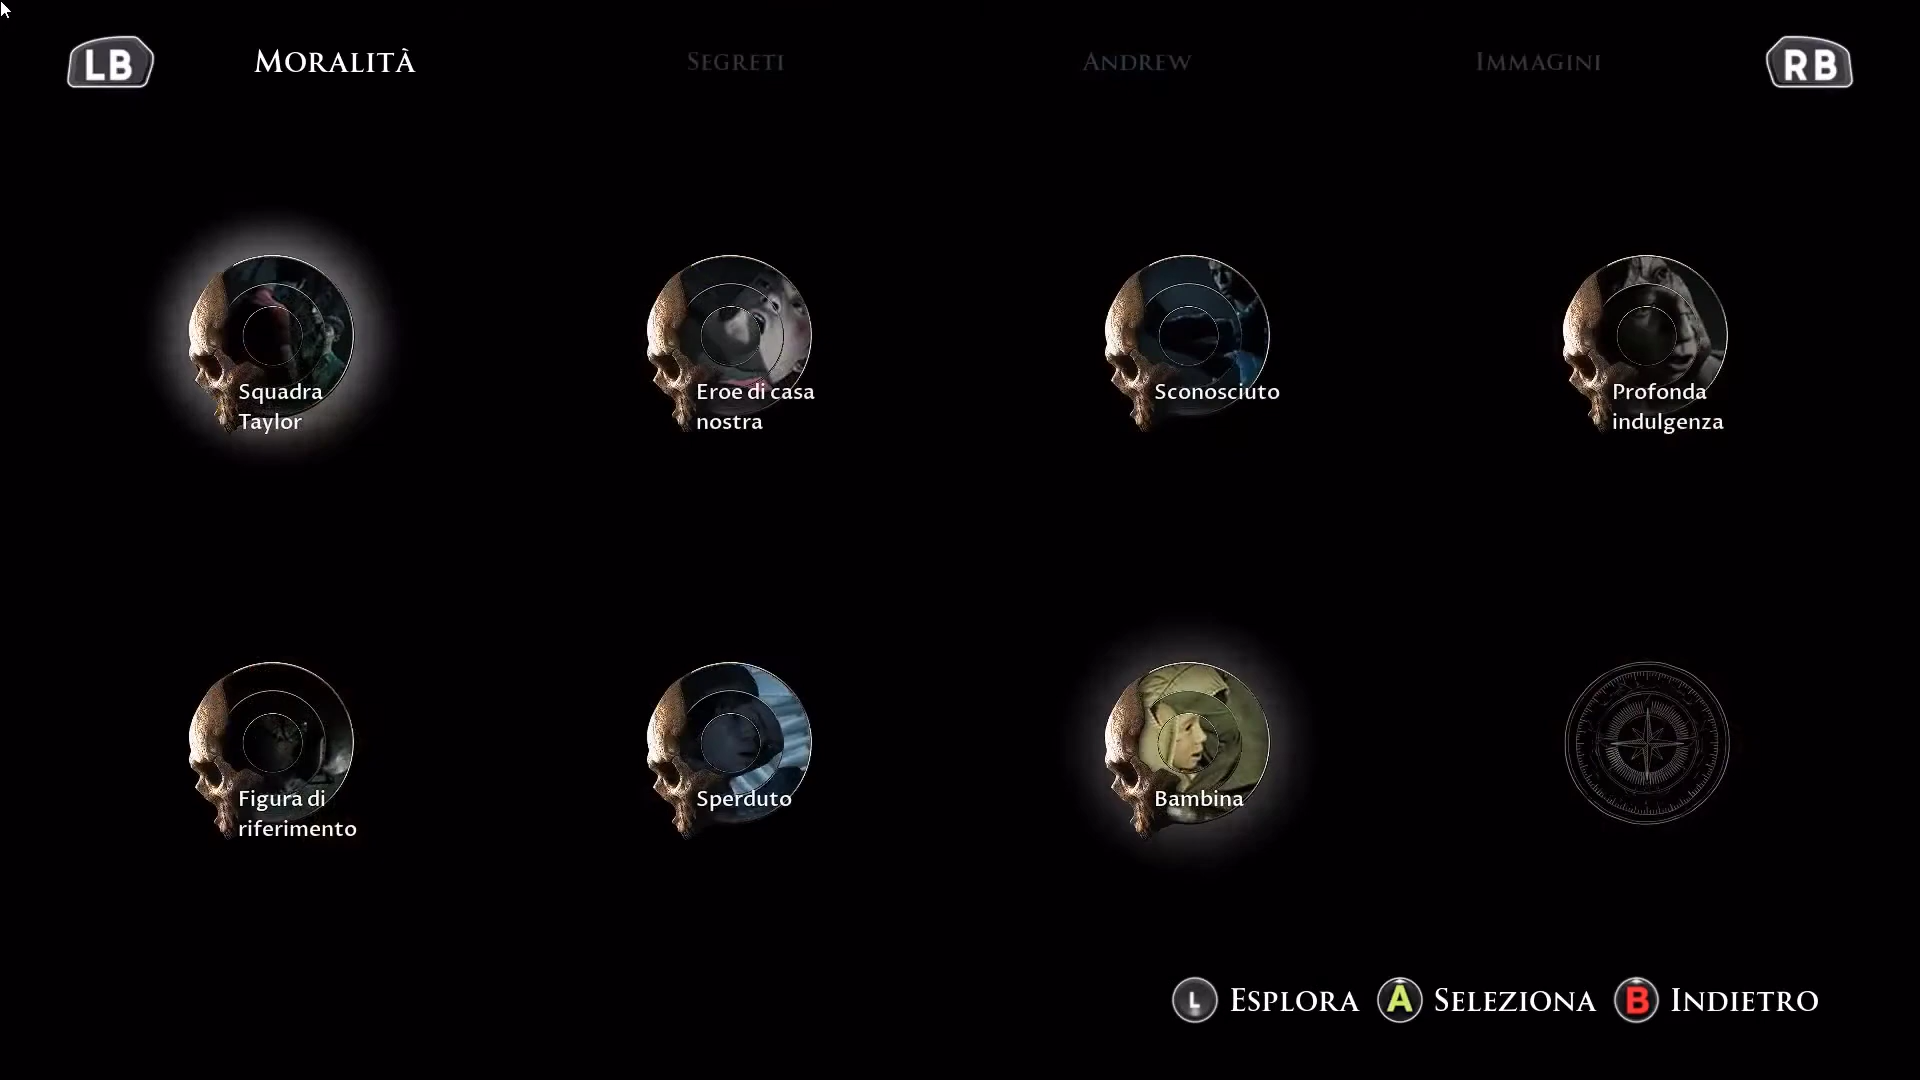 LB
MORALITÀ
SEGRETI
ANDREW
IMMAGINI
RB
Squadra
Taylor
Eroe di casa
nostra
Sconosciuto
Profonda
indulgenza
Figura di
riferimento
Sperduto
Bambina
L ESPLORA A SELEZIONA B INDIETRO